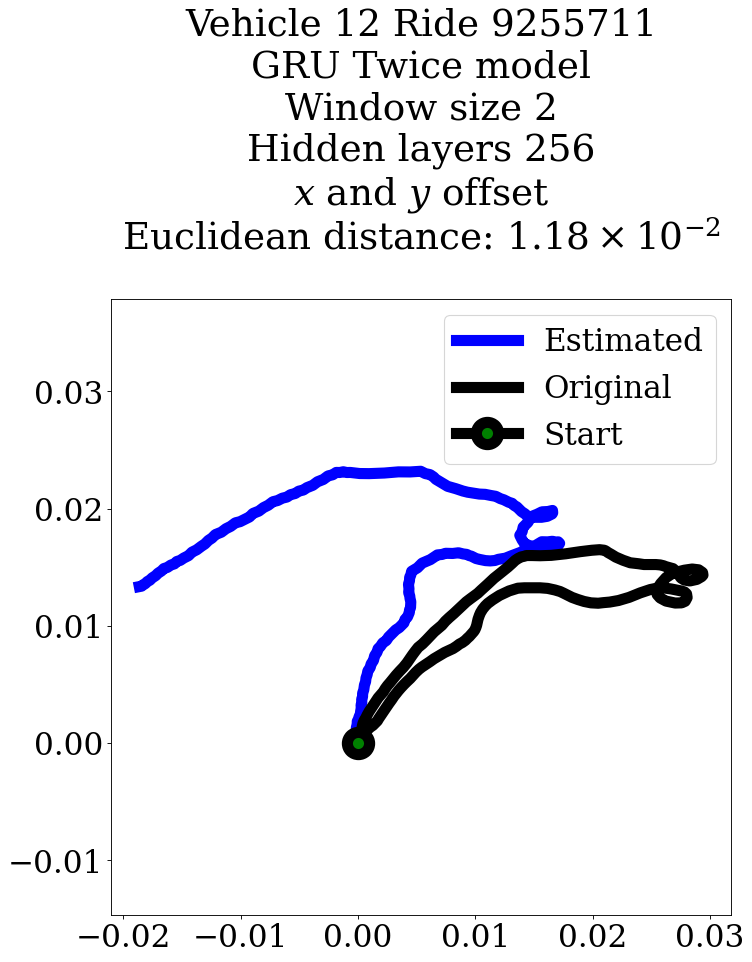 Vehicle 12 Ride 9255711
GRU Twice model
Window size 2
Hidden layers 256
x and y offset
Euclidean distance: 1.18 × 10⁻²
Estimated
Original
Start
0.03
0.02
0.01
0.00
−0.01
−0.02 −0.01 0.00 0.01 0.02 0.03